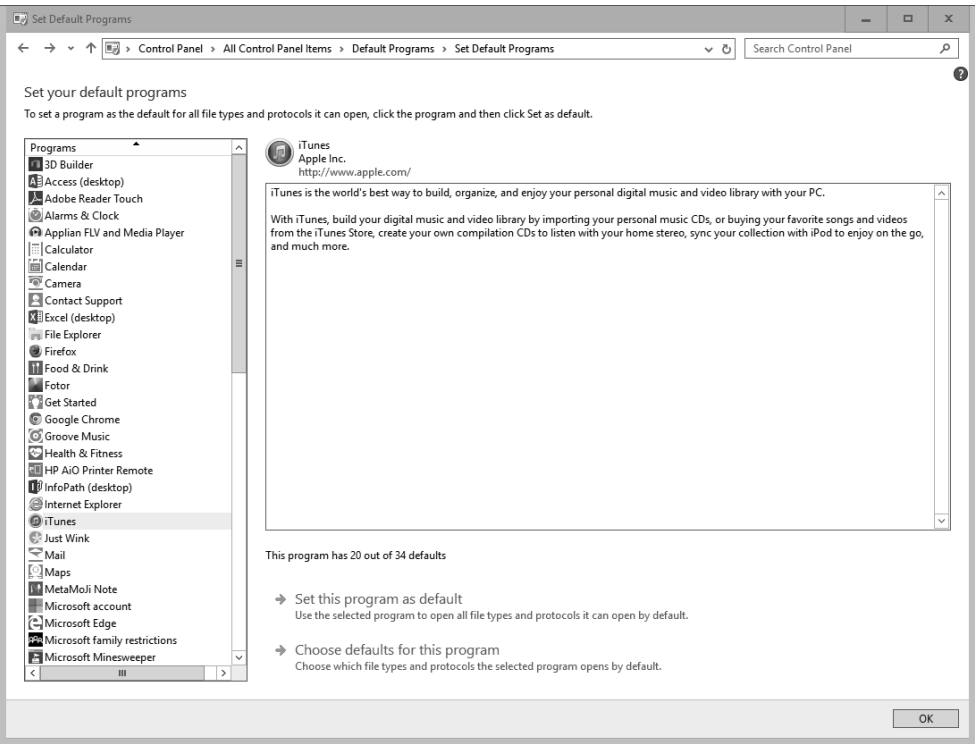 Set Default Programs
Control Panel > All Control Panel Items > Default Programs > Set Default Programs
Search Control Panel
Set your default programs
To set a program as the default for all file types and protocols it can open, click the program and then click Set as default.
Programs
3D Builder
Access (desktop)
Adobe Reader Touch
Alarms & Clock
Applian FLV and Media Player
Calculator
Calendar
Camera
Contact Support
Excel (desktop)
File Explorer
Firefox
Food & Drink
Fotor
Get Started
Google Chrome
Groove Music
Health & Fitness
HP AiO Printer Remote
InfoPath (desktop)
Internet Explorer
iTunes
Just Wink
Mail
Maps
MetaMoJi Note
Microsoft account
Microsoft Edge
Microsoft family restrictions
Microsoft Minesweeper
iTunes
Apple Inc.
http://www.apple.com/
iTunes is the world's best way to build, organize, and enjoy your personal digital music and video library with your PC.
With iTunes, build your digital music and video library by importing your personal music CDs, or buying your favorite songs and videos
from the iTunes Store, create your own compilation CDs to listen with your home stereo, sync your collection with iPod to enjoy on the go,
and much more.
This program has 20 out of 34 defaults
Set this program as default
Use the selected program to open all file types and protocols it can open by default.
Choose defaults for this program
Choose which file types and protocols the selected program opens by default.
OK